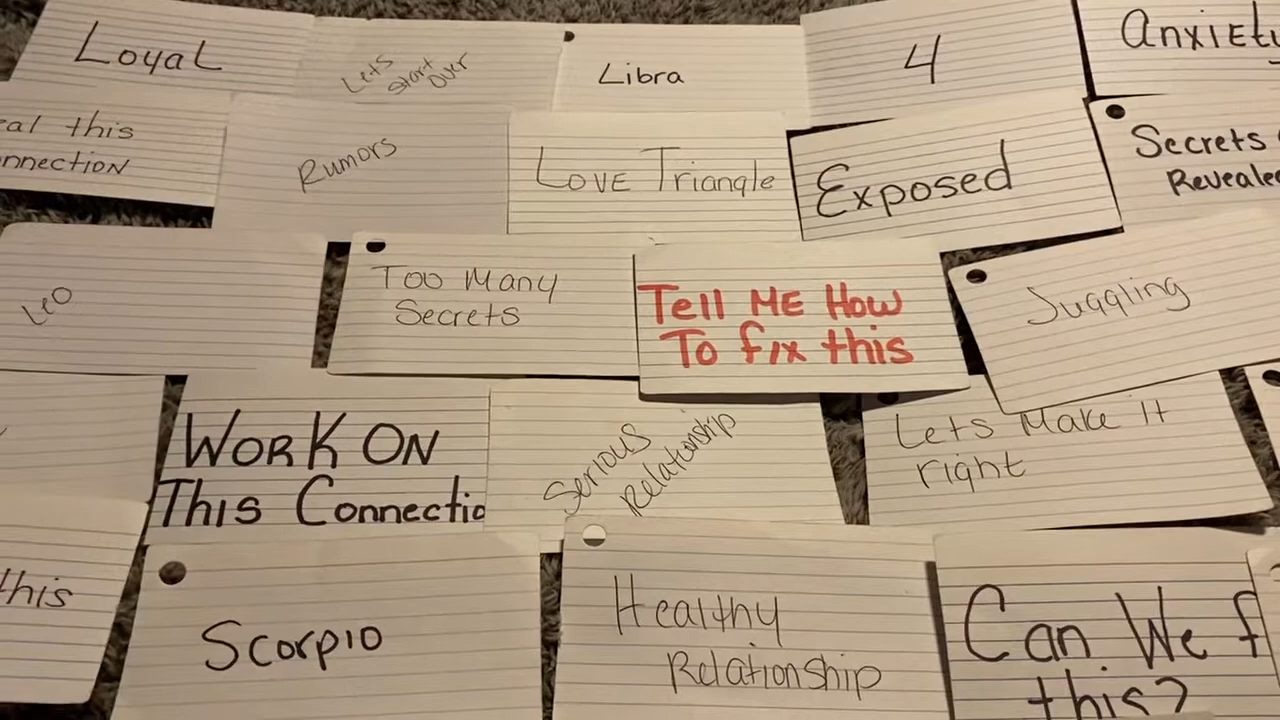 Loyal
Lets
Start
Over
Libra
4
Anxiety
eal this
nnection
Rumors
Love Triangle
Exposed
Secrets
Reveale
Leo
Too Many
Secrets
Tell Me How
To fix this
Juggling
Work On
This Connectio
Serious
Relationship
Lets Make it
right
this
Scorpio
Healthy
Relationship
Can We f
this?